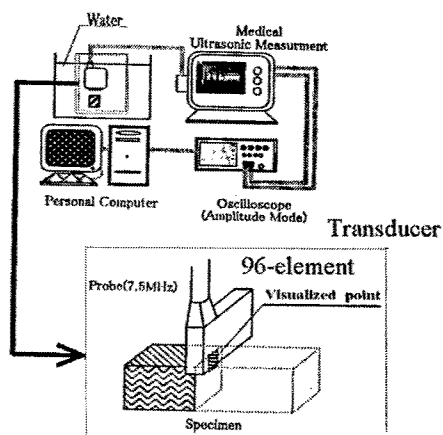 Water
Medical
Ultrasonic Measurment
Personal Computer
Oscilloscope
(Amplitude Mode)
Transducer
96-element
Probe(7.5MHz)
Visualized point
Specimen